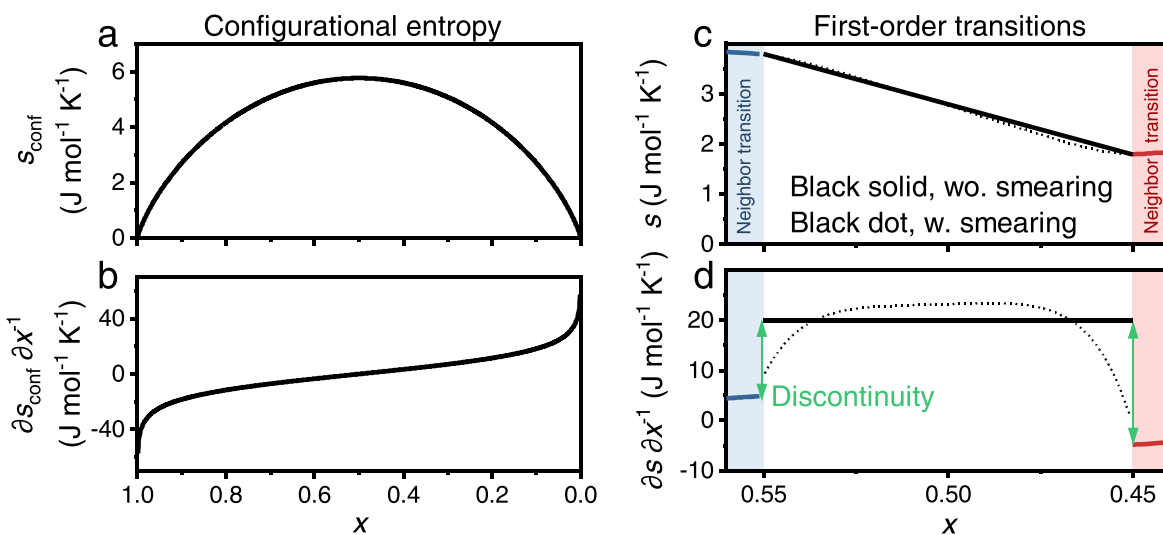 Configurational entropy
a
6
4
2
0
s_conf
(J mol⁻¹ K⁻¹)
b
40
0
-40
∂s_conf ∂x⁻¹
(J mol⁻¹ K⁻¹)
1.0 0.8 0.6 0.4 0.2 0.0
x
First-order transitions
c
3
2
1
0
s (J mol⁻¹ K⁻¹)
Neighbor transition
Neighbor transition
Black solid, wo. smearing
Black dot, w. smearing
d
20
10
0
-10
∂s ∂x⁻¹ (J mol⁻¹ K⁻¹)
Discontinuity
0.55 0.50 0.45
x